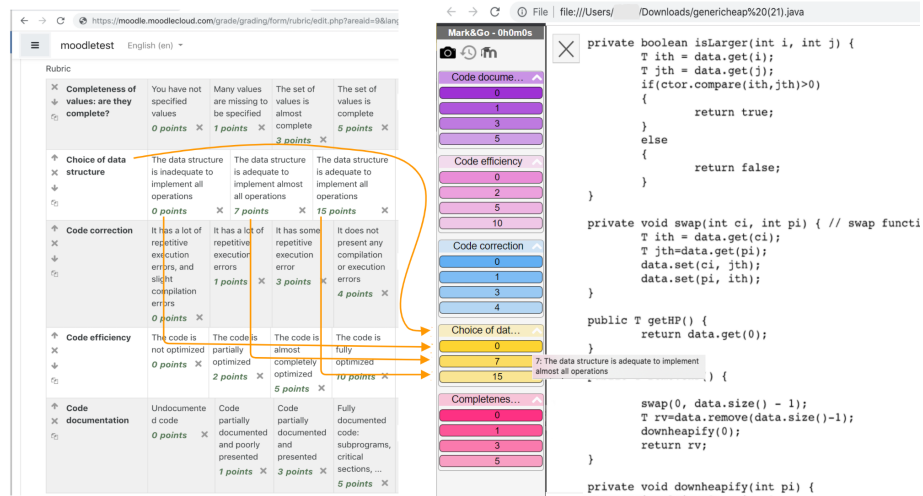 https://moodle.moodlecloud.com/grade/grading/form/rubric/edit.php?areaid=9&lang
moodletest English (en)
Rubric
Completeness of values: are they complete?
You have not specified values
0 points
Many values are missing to be specified
1 points
The set of values is almost complete
3 points
The set of values is complete
5 points
Choice of data structure
The data structure is inadequate to implement all operations
0 points
The data structure is adequate to implement almost all operations
7 points
The data structure is adequate to implement all operations
15 points
Code correction
It has a lot of repetitive execution errors, and slight compilation errors
0 points
It has a lot of repetitive execution errors
1 points
It has some repetitive execution error
3 points
It does not present any compilation or execution errors
4 points
Code efficiency
The code is not optimized
0 points
The code is partially optimized
2 points
The code is almost completely optimized
5 points
The code is fully optimized
10 points
Code documentation
Undocumente d code
0 points
Code partially documented and poorly presented
1 points
Code partially documented and presented
3 points
Fully documented code: subprograms, critical sections, ...
5 points
File file:///Users/ /Downloads/genericheap%20(21).java
Mark&Go - 0h0m0s
Code docume...
0
1
3
5
Code efficiency
0
2
5
10
Code correction
0
1
3
4
Choice of dat...
0
7
15
7: The data structure is adequate to implement
almost all operations
Completenes...
0
1
3
5
private boolean isLarger(int i, int j) {
T ith = data.get(i);
T jth = data.get(j);
if(ctor.compare(ith,jth)>0)
{
return true;
}
else
{
return false;
}
}
private void swap(int ci, int pi) { // swap functi
T ith = data.get(ci);
T jth=data.get(pi);
data.set(ci, jth);
data.set(pi, ith);
}
public T getHP() {
return data.get(0);
}
() {
swap(0, data.size() - 1);
T rv=data.remove(data.size()-1);
downheapify(0);
return rv;
}
private void downheapify(int pi) {